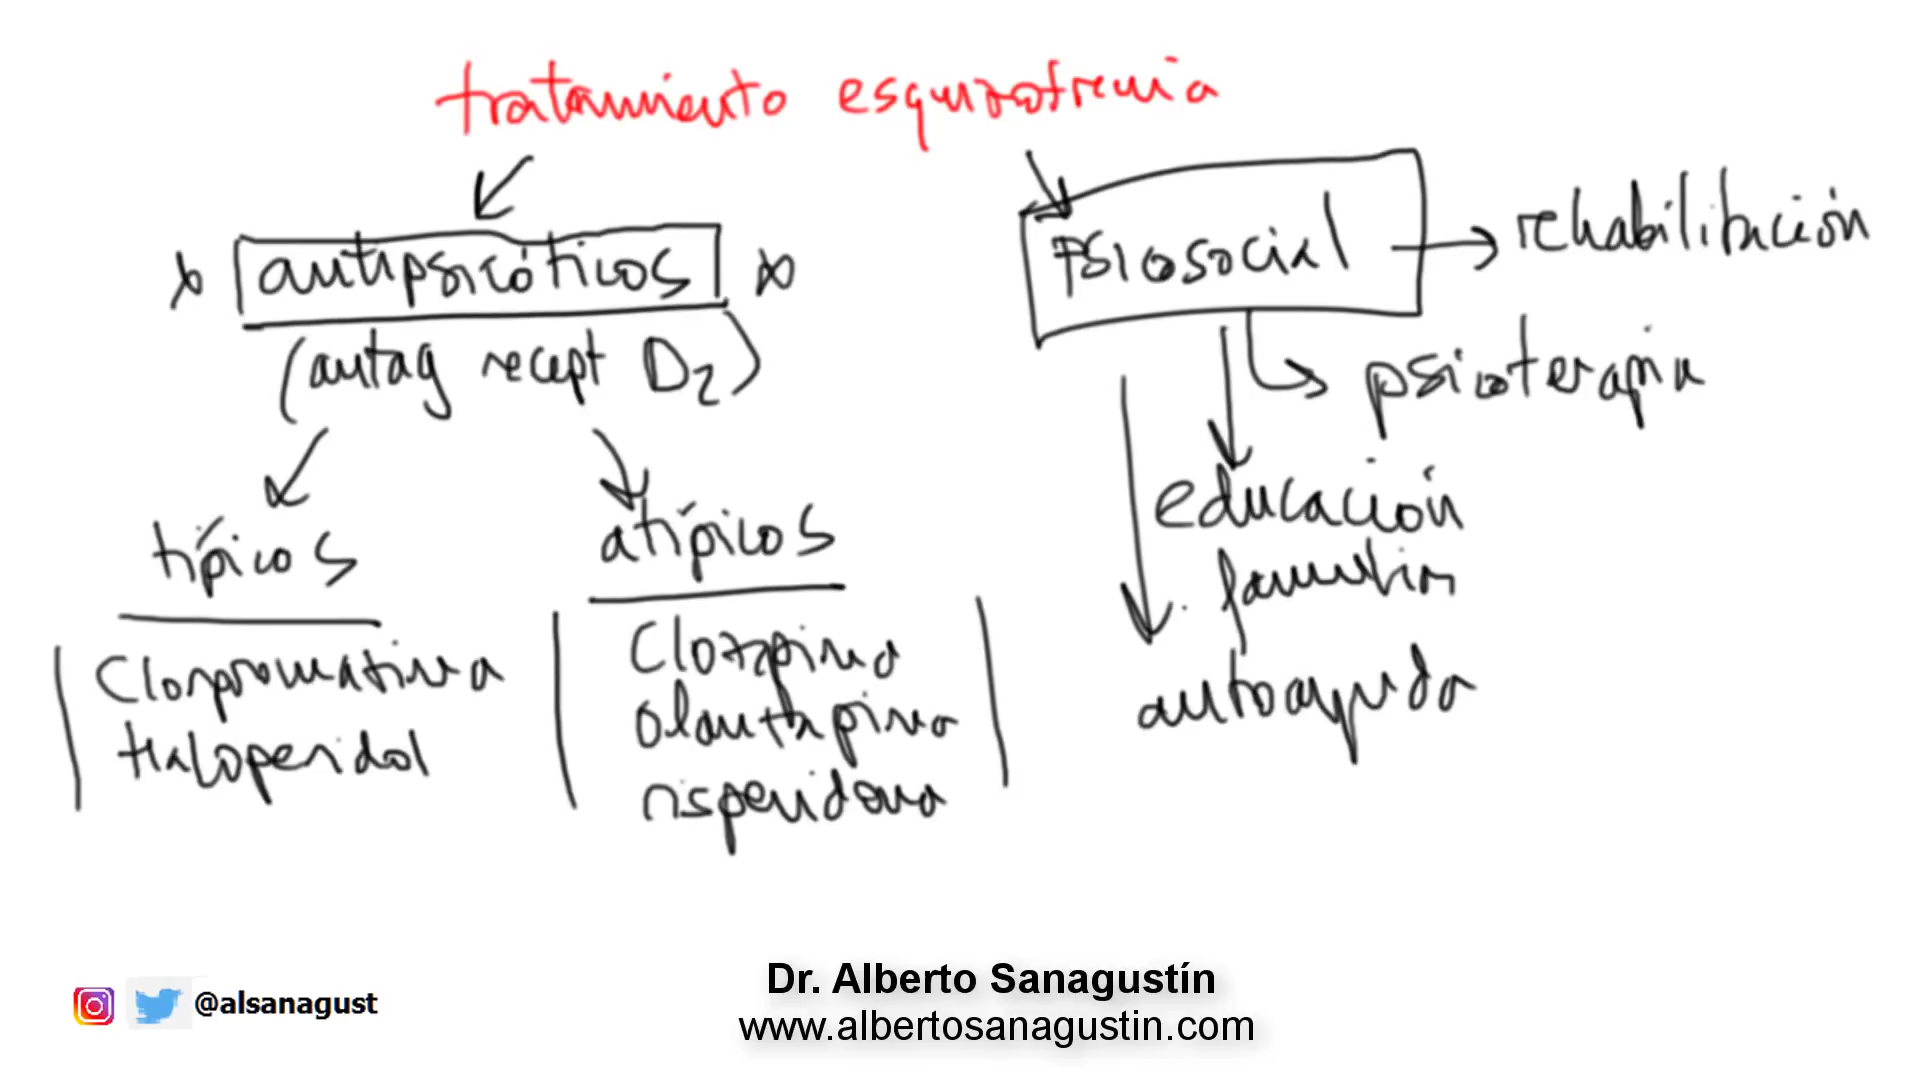 tratamiento esquizofrenia
antipsicóticos
(antag recept D2)
típicos
Clorpromazina
Haloperidol
atípicos
Clozapina
olanzapina
risperidona
psicosocial
rehabilitación
psicoterapia
educación
familiar
autoayuda
@alsanagust
Dr. Alberto Sanagustín
www.albertosanagustin.com